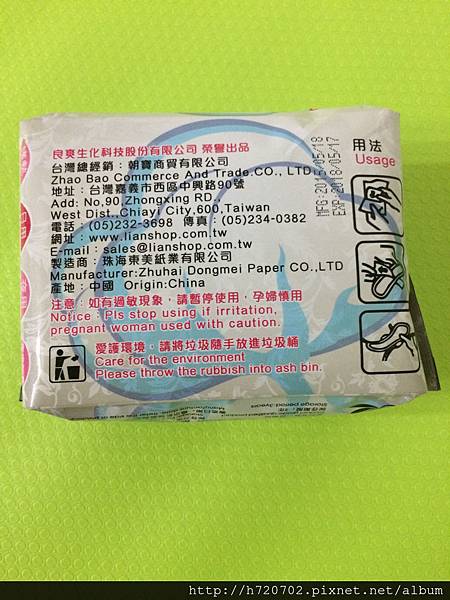 良爽生化科技股份有限公司 榮譽出品
台灣總經銷：朝寶商貿有限公司
Zhao Bao Commerce And Trade.CO., LTD
地址：台灣嘉義市西區中興路90號
Add: No,90,Zhongxing RD.
West Dist.,Chiayi City,600,Taiwan
電話：(05)232-3698 傳真：(05)234-0382
網址：www.lianshop.com.tw
E-mail：sales@lianshop.com.tw
製造商：珠海東美紙業有限公司
Manufacturer:Zhuhai Dongmei Paper CO.,LTD
產地：中國 Origin:China
注意：如有過敏現象，請暫停使用，孕婦慎用
Notice：Pls stop using if irritation,
pregnant woman used with caution.
愛護環境，請將垃圾隨手放進垃圾桶
Care for the environment
Please throw the rubbish into ash bin.
MFG:2015/05/18
EXP:2018/05/17
用法
Usage
Storage period:3years
http://h720702.pixnet.net/album